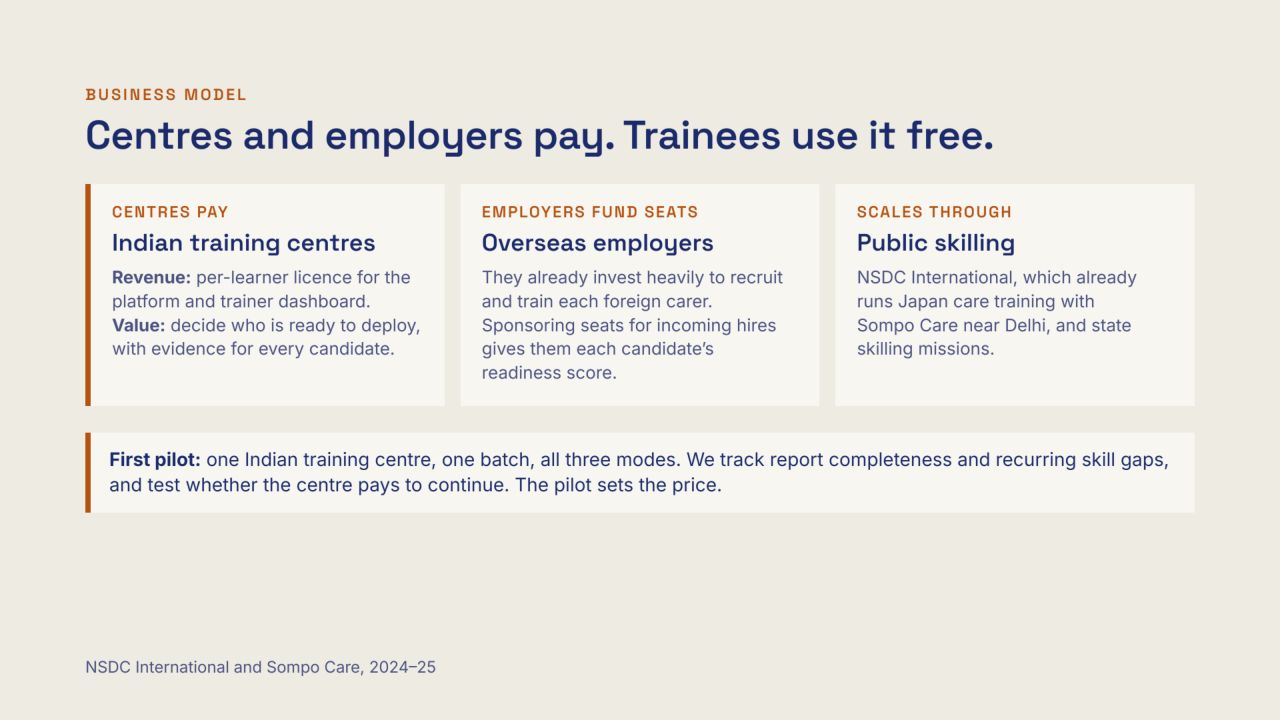 BUSINESS MODEL
Centres and employers pay. Trainees use it free.
CENTRES PAY
Indian training centres
Revenue: per-learner licence for the
platform and trainer dashboard.
Value: decide who is ready to deploy,
with evidence for every candidate.
EMPLOYERS FUND SEATS
Overseas employers
They already invest heavily to recruit
and train each foreign carer.
Sponsoring seats for incoming hires
gives them each candidate’s
readiness score.
SCALES THROUGH
Public skilling
NSDC International, which already
runs Japan care training with
Sompo Care near Delhi, and state
skilling missions.
First pilot: one Indian training centre, one batch, all three modes. We track report completeness and recurring skill gaps,
and test whether the centre pays to continue. The pilot sets the price.
NSDC International and Sompo Care, 2024–25